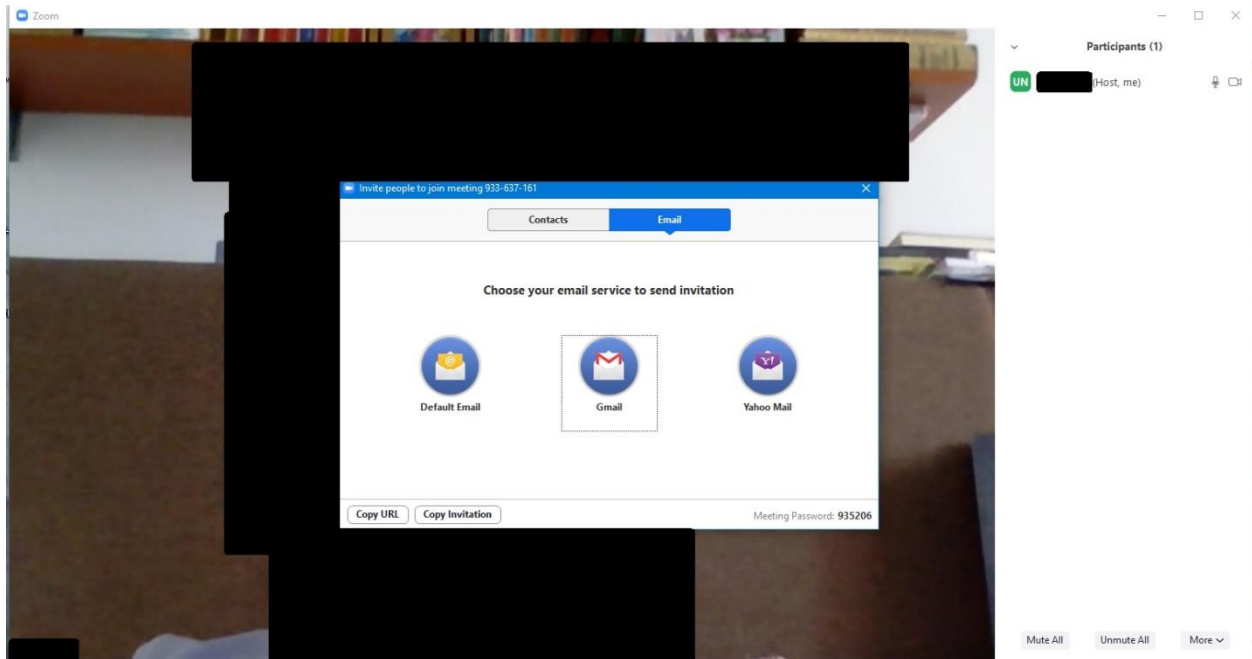 Zoom
Participants (1)
UN (Host, me)
Invite people to join meeting 933-637-161
Contacts Email
Choose your email service to send invitation
Default Email Gmail Yahoo Mail
Copy URL Copy Invitation Meeting Password: 935206
Mute All Unmute All More